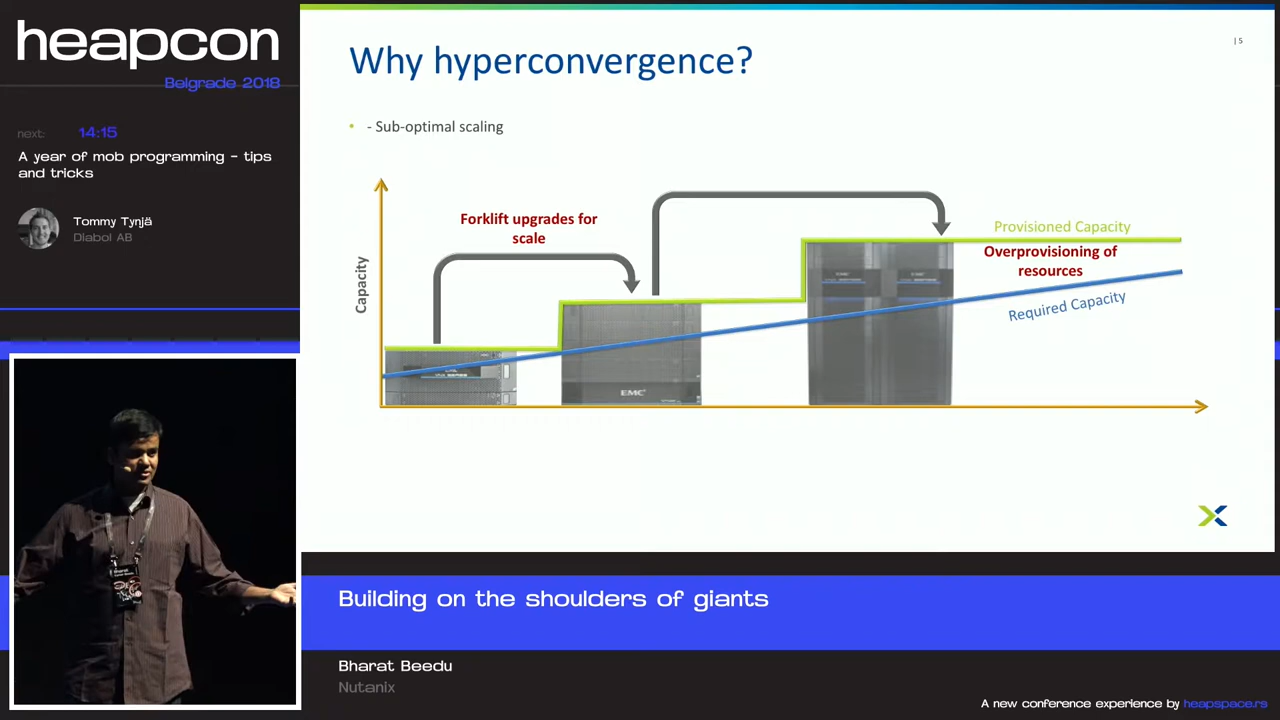 heapcon
Belgrade 2018
next: 14:15
A year of mob programming - tips
and tricks
Tommy Tynjä
Diabol AB
| 5
Why hyperconvergence?
- Sub-optimal scaling
Forklift upgrades for
scale
Capacity
Provisioned Capacity
Overprovisioning of
resources
Required Capacity
EMC
Building on the shoulders of giants
Bharat Beedu
Nutanix
A new conference experience by heapspace.rs